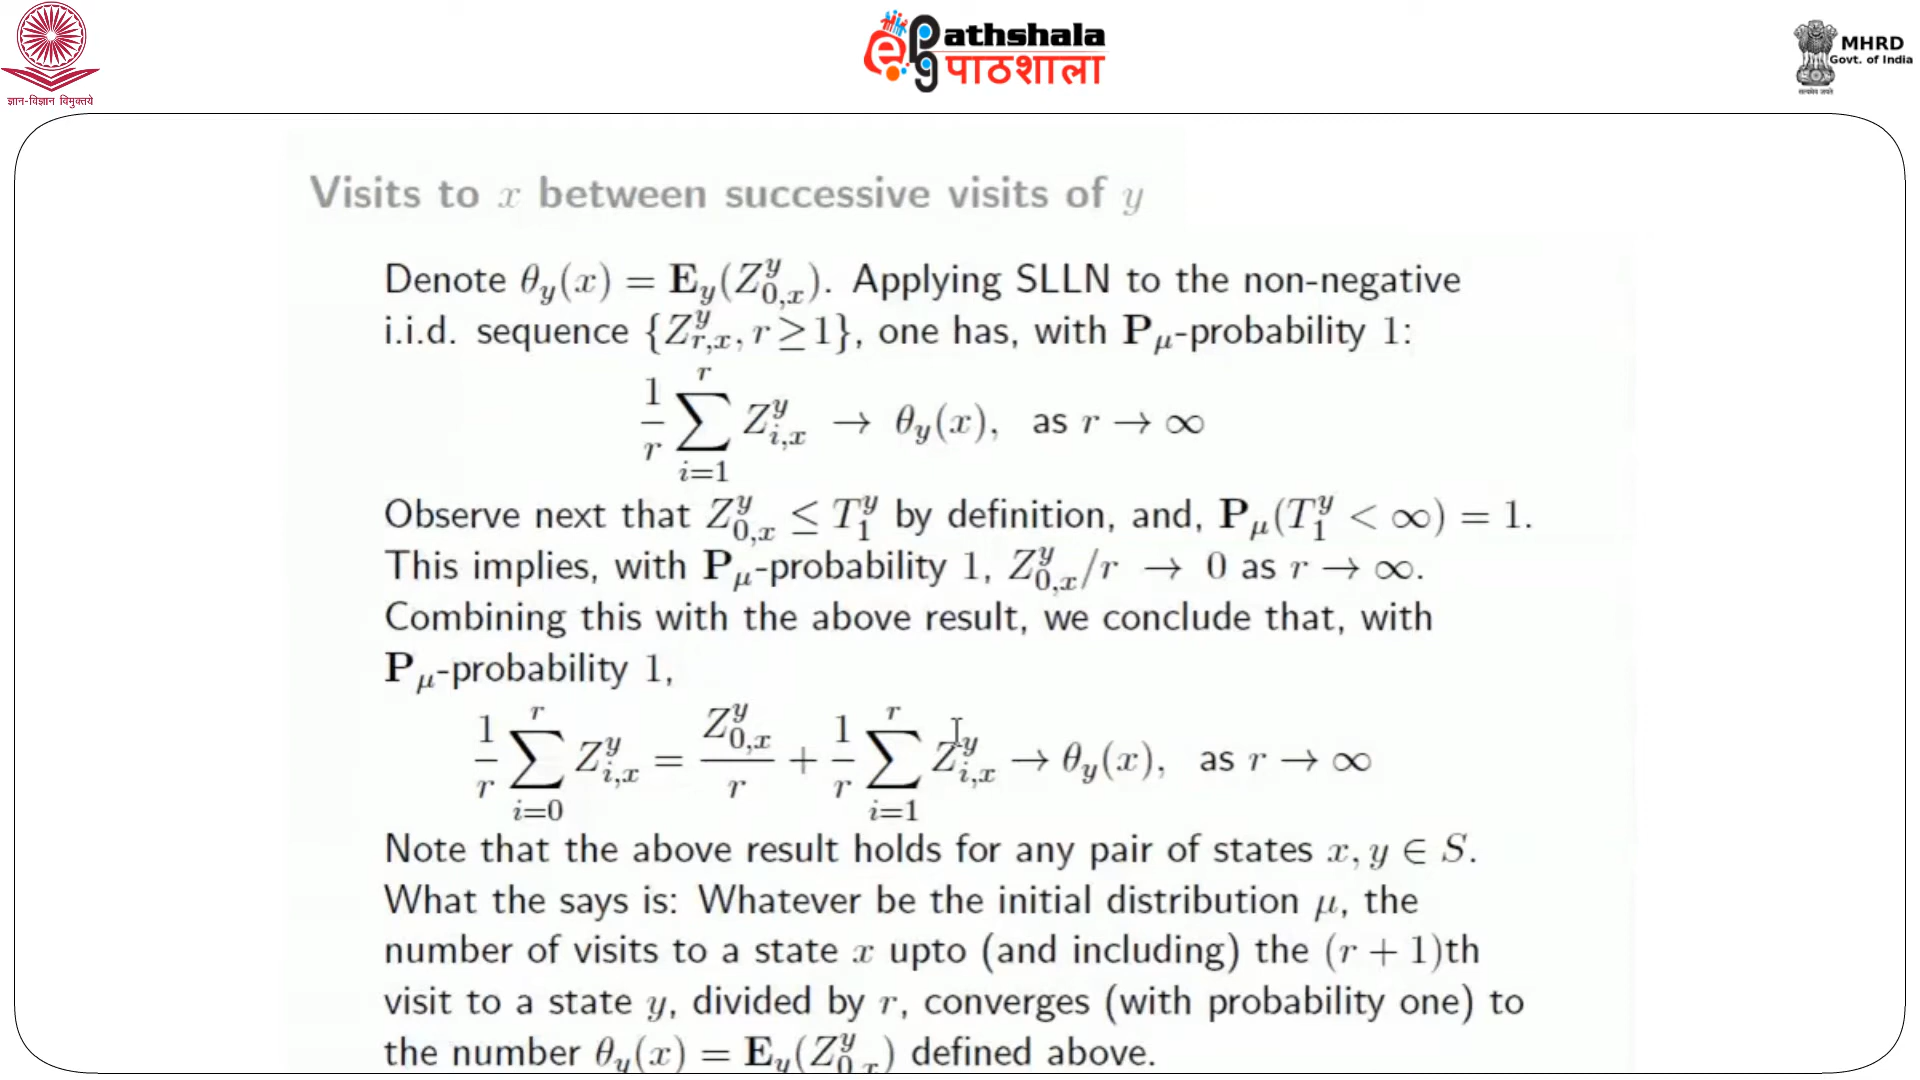 ज्ञान-विज्ञान विमुक्तये
ePG Pathshala
पाठशाला
MHRD
Govt. of India
सत्यमेव जयते
Visits to x between successive visits of y
Denote θ_y(x) = E_y(Z^y_{0,x}). Applying SLLN to the non-negative
i.i.d. sequence {Z^y_{r,x}, r ≥ 1}, one has, with P_μ-probability 1:
1/r ∑_{i=1}^{r} Z^y_{i,x} → θ_y(x), as r → ∞
Observe next that Z^y_{0,x} ≤ T^y_1 by definition, and, P_μ(T^y_1 < ∞) = 1.
This implies, with P_μ-probability 1, Z^y_{0,x}/r → 0 as r → ∞.
Combining this with the above result, we conclude that, with
P_μ-probability 1,
1/r ∑_{i=0}^{r} Z^y_{i,x} = Z^y_{0,x}/r + 1/r ∑_{i=1}^{r} Z^y_{i,x} → θ_y(x), as r → ∞
Note that the above result holds for any pair of states x, y ∈ S.
What the says is: Whatever be the initial distribution μ, the
number of visits to a state x upto (and including) the (r + 1)th
visit to a state y, divided by r, converges (with probability one) to
the number θ_y(x) = E_y(Z^y_{0,x}) defined above.